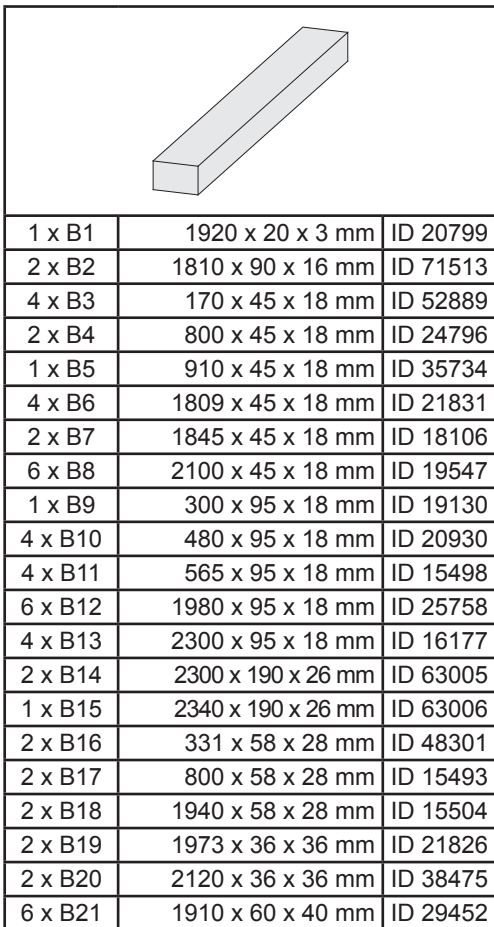 1 x B1 1920 x 20 x 3 mm ID 20799
2 x B2 1810 x 90 x 16 mm ID 71513
4 x B3 170 x 45 x 18 mm ID 52889
2 x B4 800 x 45 x 18 mm ID 24796
1 x B5 910 x 45 x 18 mm ID 35734
4 x B6 1809 x 45 x 18 mm ID 21831
2 x B7 1845 x 45 x 18 mm ID 18106
6 x B8 2100 x 45 x 18 mm ID 19547
1 x B9 300 x 95 x 18 mm ID 19130
4 x B10 480 x 95 x 18 mm ID 20930
4 x B11 565 x 95 x 18 mm ID 15498
6 x B12 1980 x 95 x 18 mm ID 25758
4 x B13 2300 x 95 x 18 mm ID 16177
2 x B14 2300 x 190 x 26 mm ID 63005
1 x B15 2340 x 190 x 26 mm ID 63006
2 x B16 331 x 58 x 28 mm ID 48301
2 x B17 800 x 58 x 28 mm ID 15493
2 x B18 1940 x 58 x 28 mm ID 15504
2 x B19 1973 x 36 x 36 mm ID 21826
2 x B20 2120 x 36 x 36 mm ID 38475
6 x B21 1910 x 60 x 40 mm ID 29452